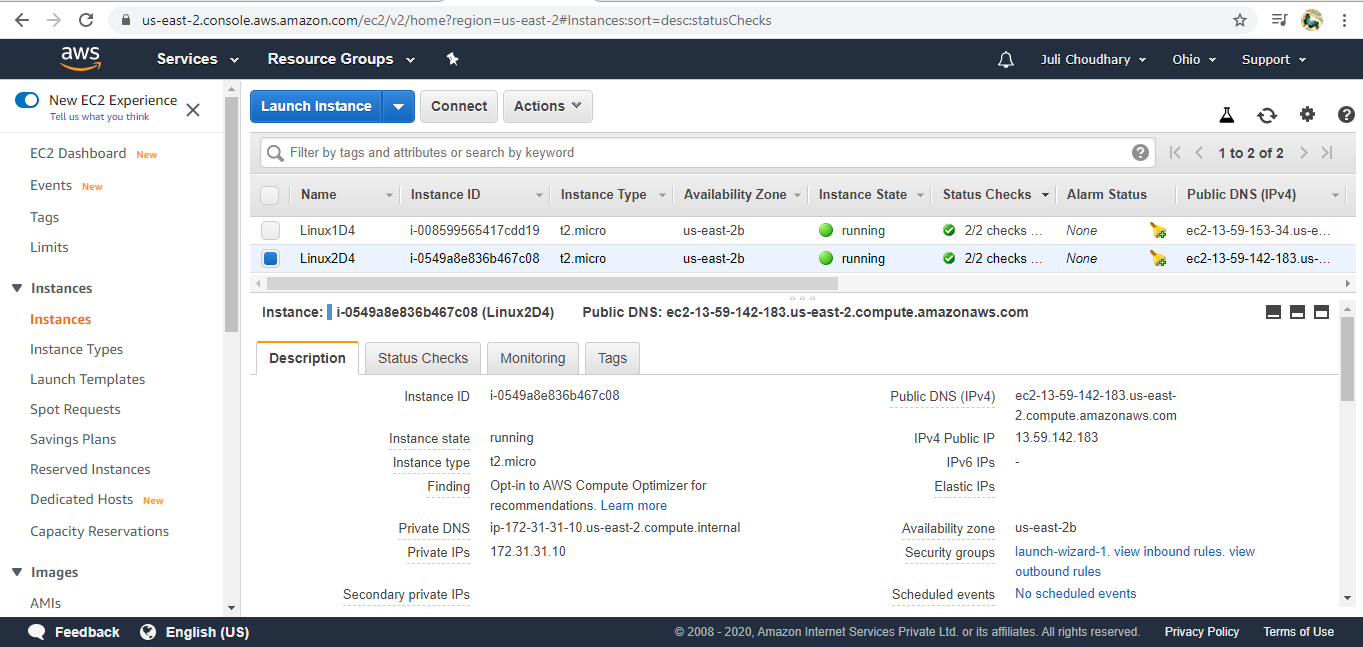 us-east-2.console.aws.amazon.com/ec2/v2/home?region=us-east-2#Instances:sort=desc:statusChecks
aws Services Resource Groups Juli Choudhary Ohio Support
New EC2 Experience
Tell us what you think
EC2 Dashboard New
Events New
Tags
Limits
Instances
Instances
Instance Types
Launch Templates
Spot Requests
Savings Plans
Reserved Instances
Dedicated Hosts New
Capacity Reservations
Images
AMIs
Launch Instance Connect Actions
Filter by tags and attributes or search by keyword 1 to 2 of 2
Name Instance ID Instance Type Availability Zone Instance State Status Checks Alarm Status Public DNS (IPv4)
Linux1D4 i-008599565417cdd19 t2.micro us-east-2b running 2/2 checks ... None ec2-13-59-153-34.us-e...
Linux2D4 i-0549a8e836b467c08 t2.micro us-east-2b running 2/2 checks ... None ec2-13-59-142-183.us-...
Instance: i-0549a8e836b467c08 (Linux2D4) Public DNS: ec2-13-59-142-183.us-east-2.compute.amazonaws.com
Description Status Checks Monitoring Tags
Instance ID i-0549a8e836b467c08
Instance state running
Instance type t2.micro
Finding Opt-in to AWS Compute Optimizer for
recommendations. Learn more
Private DNS ip-172-31-31-10.us-east-2.compute.internal
Private IPs 172.31.31.10
Secondary private IPs
Public DNS (IPv4) ec2-13-59-142-183.us-east-
2.compute.amazonaws.com
IPv4 Public IP 13.59.142.183
IPv6 IPs -
Elastic IPs
Availability zone us-east-2b
Security groups launch-wizard-1. view inbound rules. view
outbound rules
Scheduled events No scheduled events
Feedback English (US) © 2008 - 2020, Amazon Internet Services Private Ltd. or its affiliates. All rights reserved. Privacy Policy Terms of Use